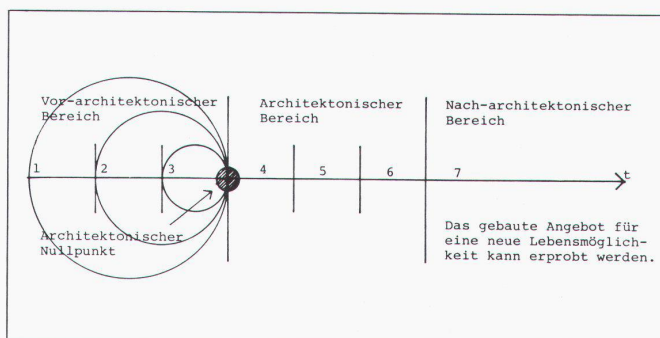 Vor-architektonischer
Bereich
Architektonischer
Bereich
Nach-architektonischer
Bereich
1 2 3 4 5 6 7 t
Architektonischer
Nullpunkt
Das gebaute Angebot für
eine neue Lebensmöglich-
keit kann erprobt werden.